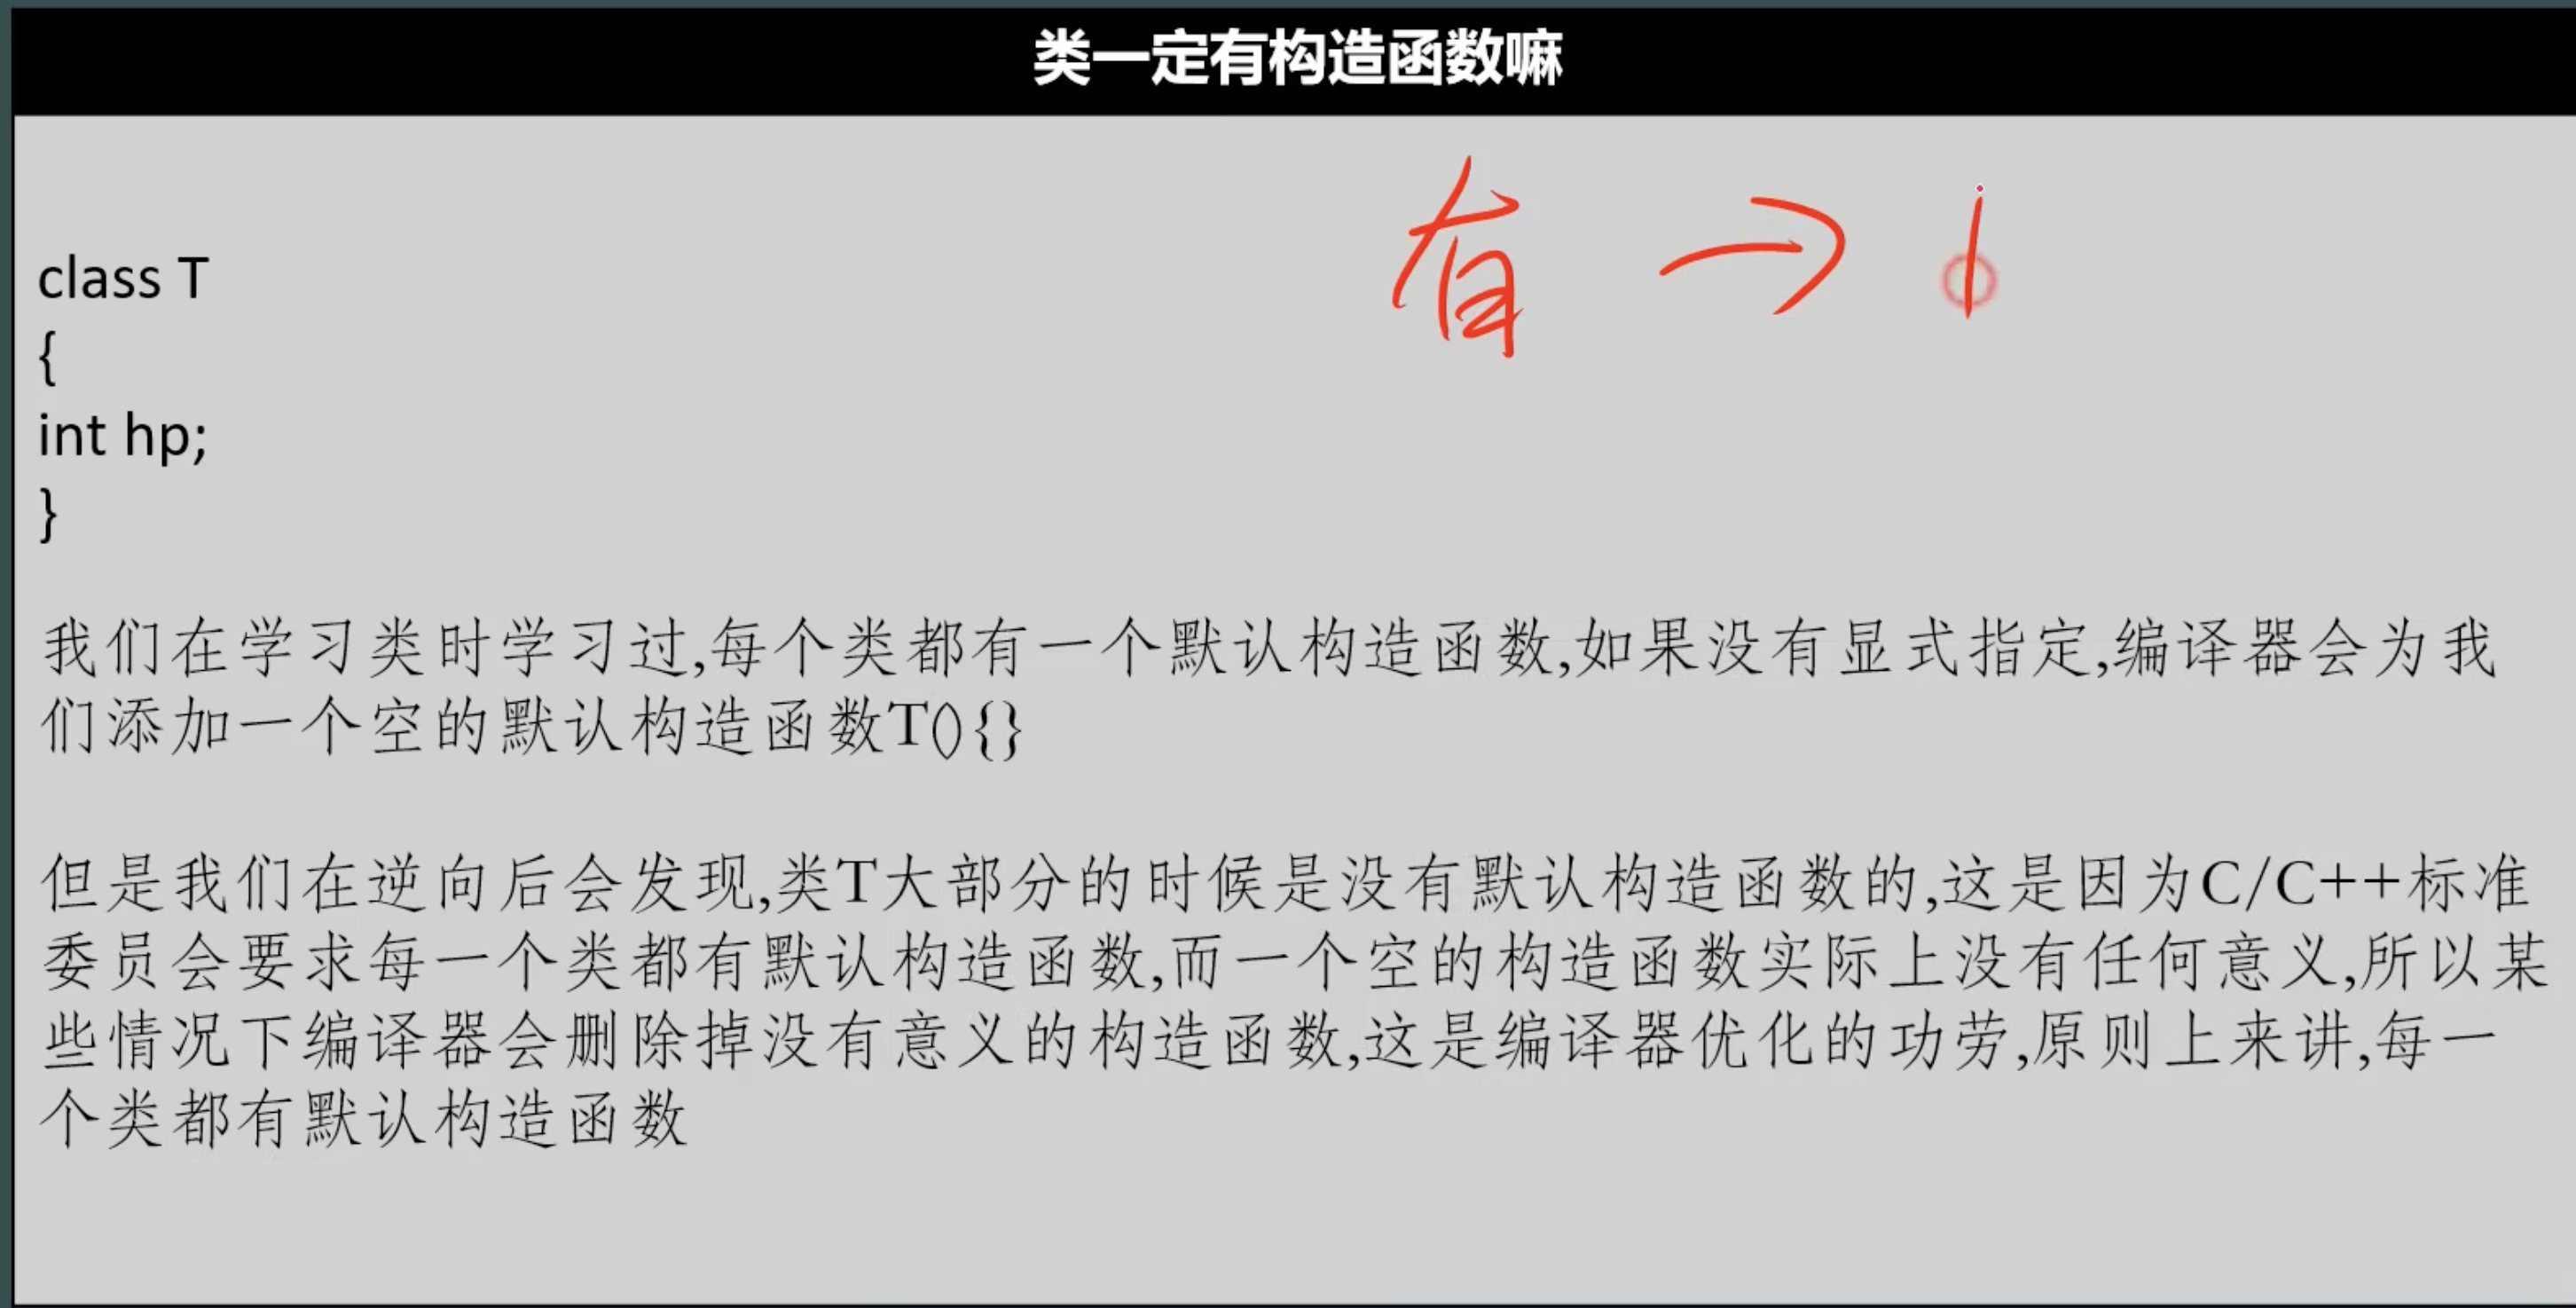 类一定有构造函数嘛
有
class T
{
int hp;
}
我们在学习类时学习过,每个类都有一个默认构造函数,如果没有显式指定,编译器会为我
们添加一个空的默认构造函数T(){}
但是我们在逆向后会发现,类T大部分的时候是没有默认构造函数的,这是因为C/C++标准
委员会要求每一个类都有默认构造函数,而一个空的构造函数实际上没有任何意义,所以某
些情况下编译器会删除掉没有意义的构造函数,这是编译器优化的功劳,原则上来讲,每一
个类都有默认构造函数